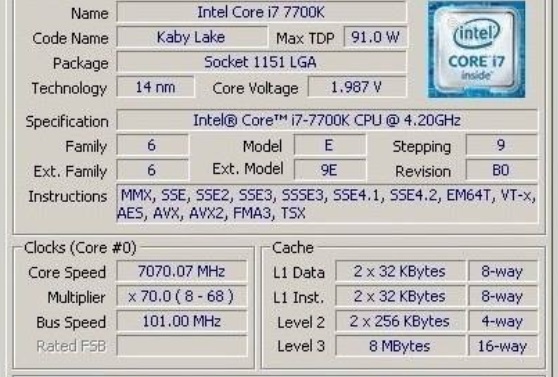 Name Intel Core i7 7700K
Code Name Kaby Lake Max TDP 91.0 W
Package Socket 1151 LGA
Technology 14 nm Core Voltage 1.987 V
intel®
CORE i7
inside™
Specification Intel® Core™ i7-7700K CPU @ 4.20GHz
Family 6 Model E Stepping 9
Ext. Family 6 Ext. Model 9E Revision B0
Instructions MMX, SSE, SSE2, SSE3, SSSE3, SSE4.1, SSE4.2, EM64T, VT-x,
AES, AVX, AVX2, FMA3, TSX
Clocks (Core #0) Cache
Core Speed 7070.07 MHz L1 Data 2 x 32 KBytes 8-way
Multiplier x 70.0 ( 8 - 68 ) L1 Inst. 2 x 32 KBytes 8-way
Bus Speed 101.00 MHz Level 2 2 x 256 KBytes 4-way
Rated FSB Level 3 8 MBytes 16-way